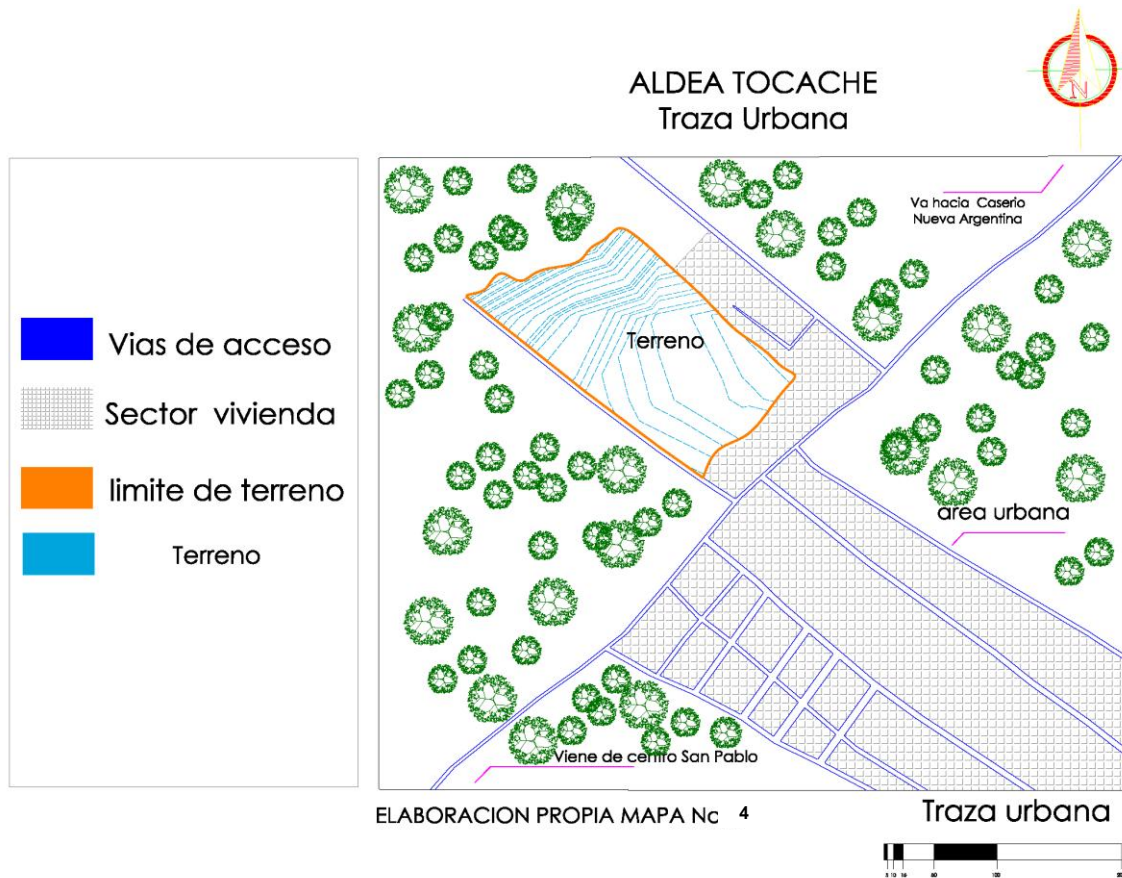 ALDEA TOCACHE
Traza Urbana
N
Va hacia Caserio
Nueva Argentina
Vias de acceso
Sector vivienda
limite de terreno
Terreno
Terreno
area urbana
Viene de centro San Pablo
ELABORACION PROPIA MAPA No 4
Traza urbana
100